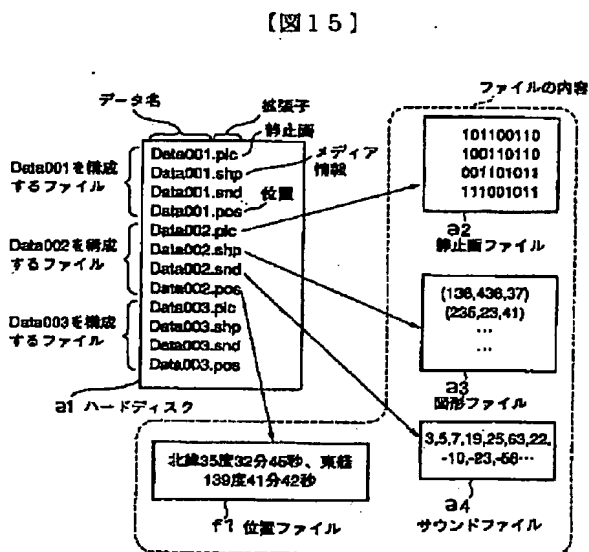 【図15】
ファイルの内容
データ名
拡張子
静止画
メディア
情報
位置
Data001を構成
するファイル
Data002を構成
するファイル
Data003を構成
するファイル
Data001.pic
Data001.shp
Data001.snd
Data001.pos
Data002.pic
Data002.shp
Data002.snd
Data002.pos
Data003.pic
Data003.shp
Data003.snd
Data003.pos
a1 ハードディスク
101100110
100110110
001101011
111001011
a2
静止画ファイル
(136,436,37)
(235,23,41)
…
…
a3
図形ファイル
3,5,7,19,25,63,22,
-10,-23,-56…
a4
サウンドファイル
北緯35度32分45秒、東経
139度41分42秒
f1 位置ファイル